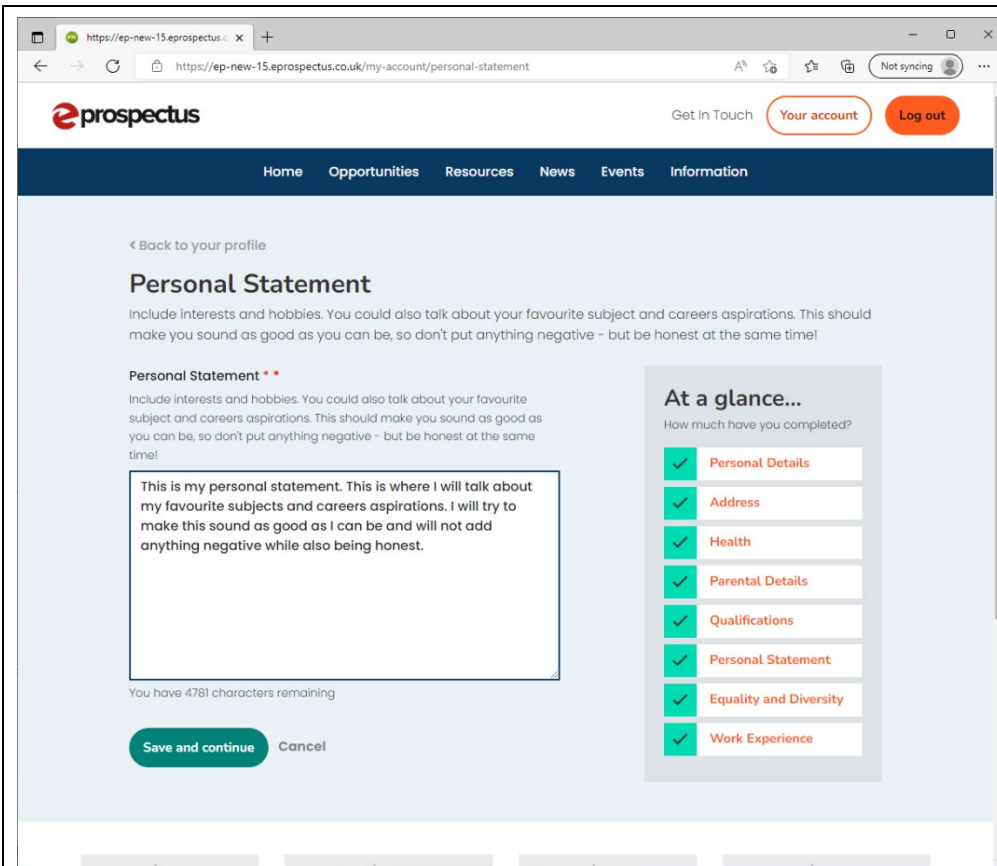 https://ep-new-15.eprospectus.c
https://ep-new-15.eprospectus.co.uk/my-account/personal-statement
Not syncing
eprospectus
Get In Touch
Your account
Log out
Home Opportunities Resources News Events Information
< Back to your profile
Personal Statement
Include interests and hobbies. You could also talk about your favourite subject and careers aspirations. This should
make you sound as good as you can be, so don't put anything negative - but be honest at the same time!
Personal Statement * *
Include interests and hobbies. You could also talk about your favourite
subject and careers aspirations. This should make you sound as good as
you can be, so don't put anything negative - but be honest at the same
time!
This is my personal statement. This is where I will talk about
my favourite subjects and careers aspirations. I will try to
make this sound as good as I can be and will not add
anything negative while also being honest.
You have 4781 characters remaining
Save and continue
Cancel
At a glance...
How much have you completed?
Personal Details
Address
Health
Parental Details
Qualifications
Personal Statement
Equality and Diversity
Work Experience